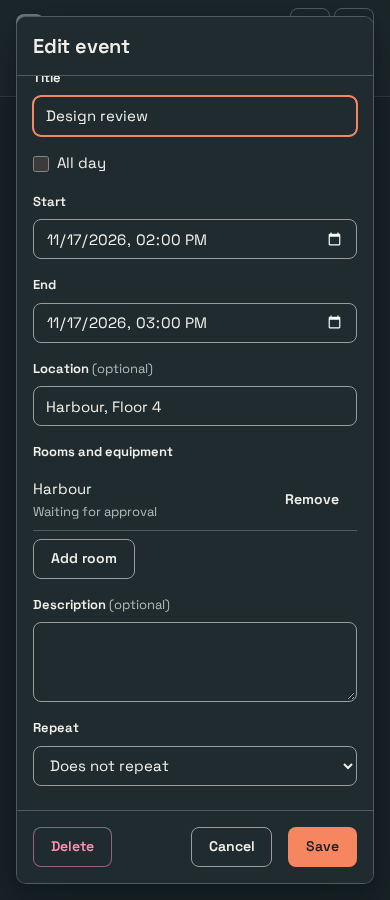 Edit event
Title
Design review
All day
Start
11/17/2026, 02:00 PM
End
11/17/2026, 03:00 PM
Location (optional)
Harbour, Floor 4
Rooms and equipment
Harbour
Waiting for approval
Remove
Add room
Description (optional)
Repeat
Does not repeat
Delete
Cancel
Save